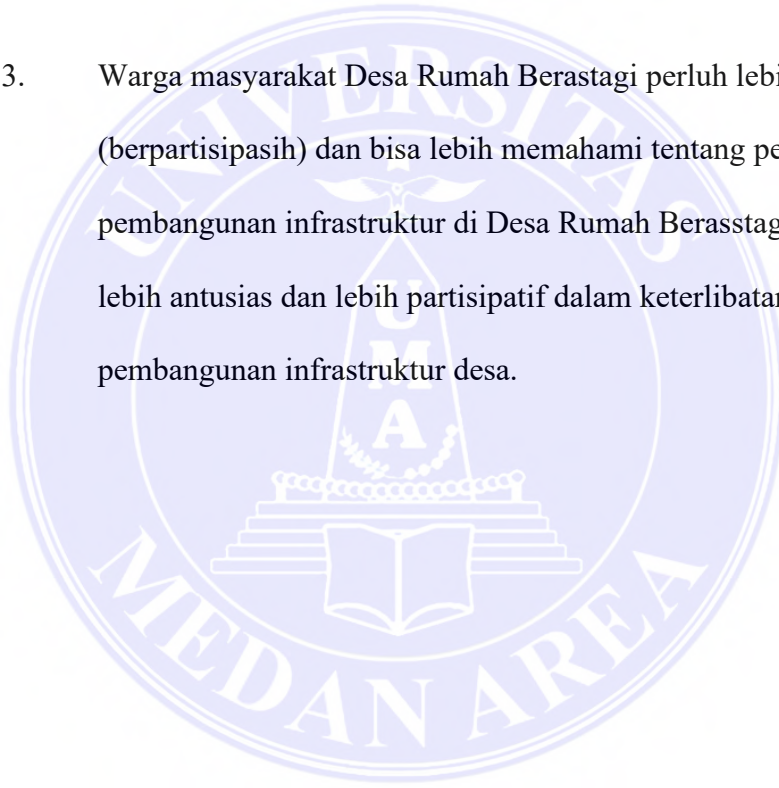 3. Warga masyarakat Desa Rumah Berastagi perluh lebi
(berpartisipasih) dan bisa lebih memahami tentang pe
pembangunan infrastruktur di Desa Rumah Berasstag
lebih antusias dan lebih partisipatif dalam keterlibatan
pembangunan infrastruktur desa.
UNIVERSITAS
U
M
A
MEDAN AREA